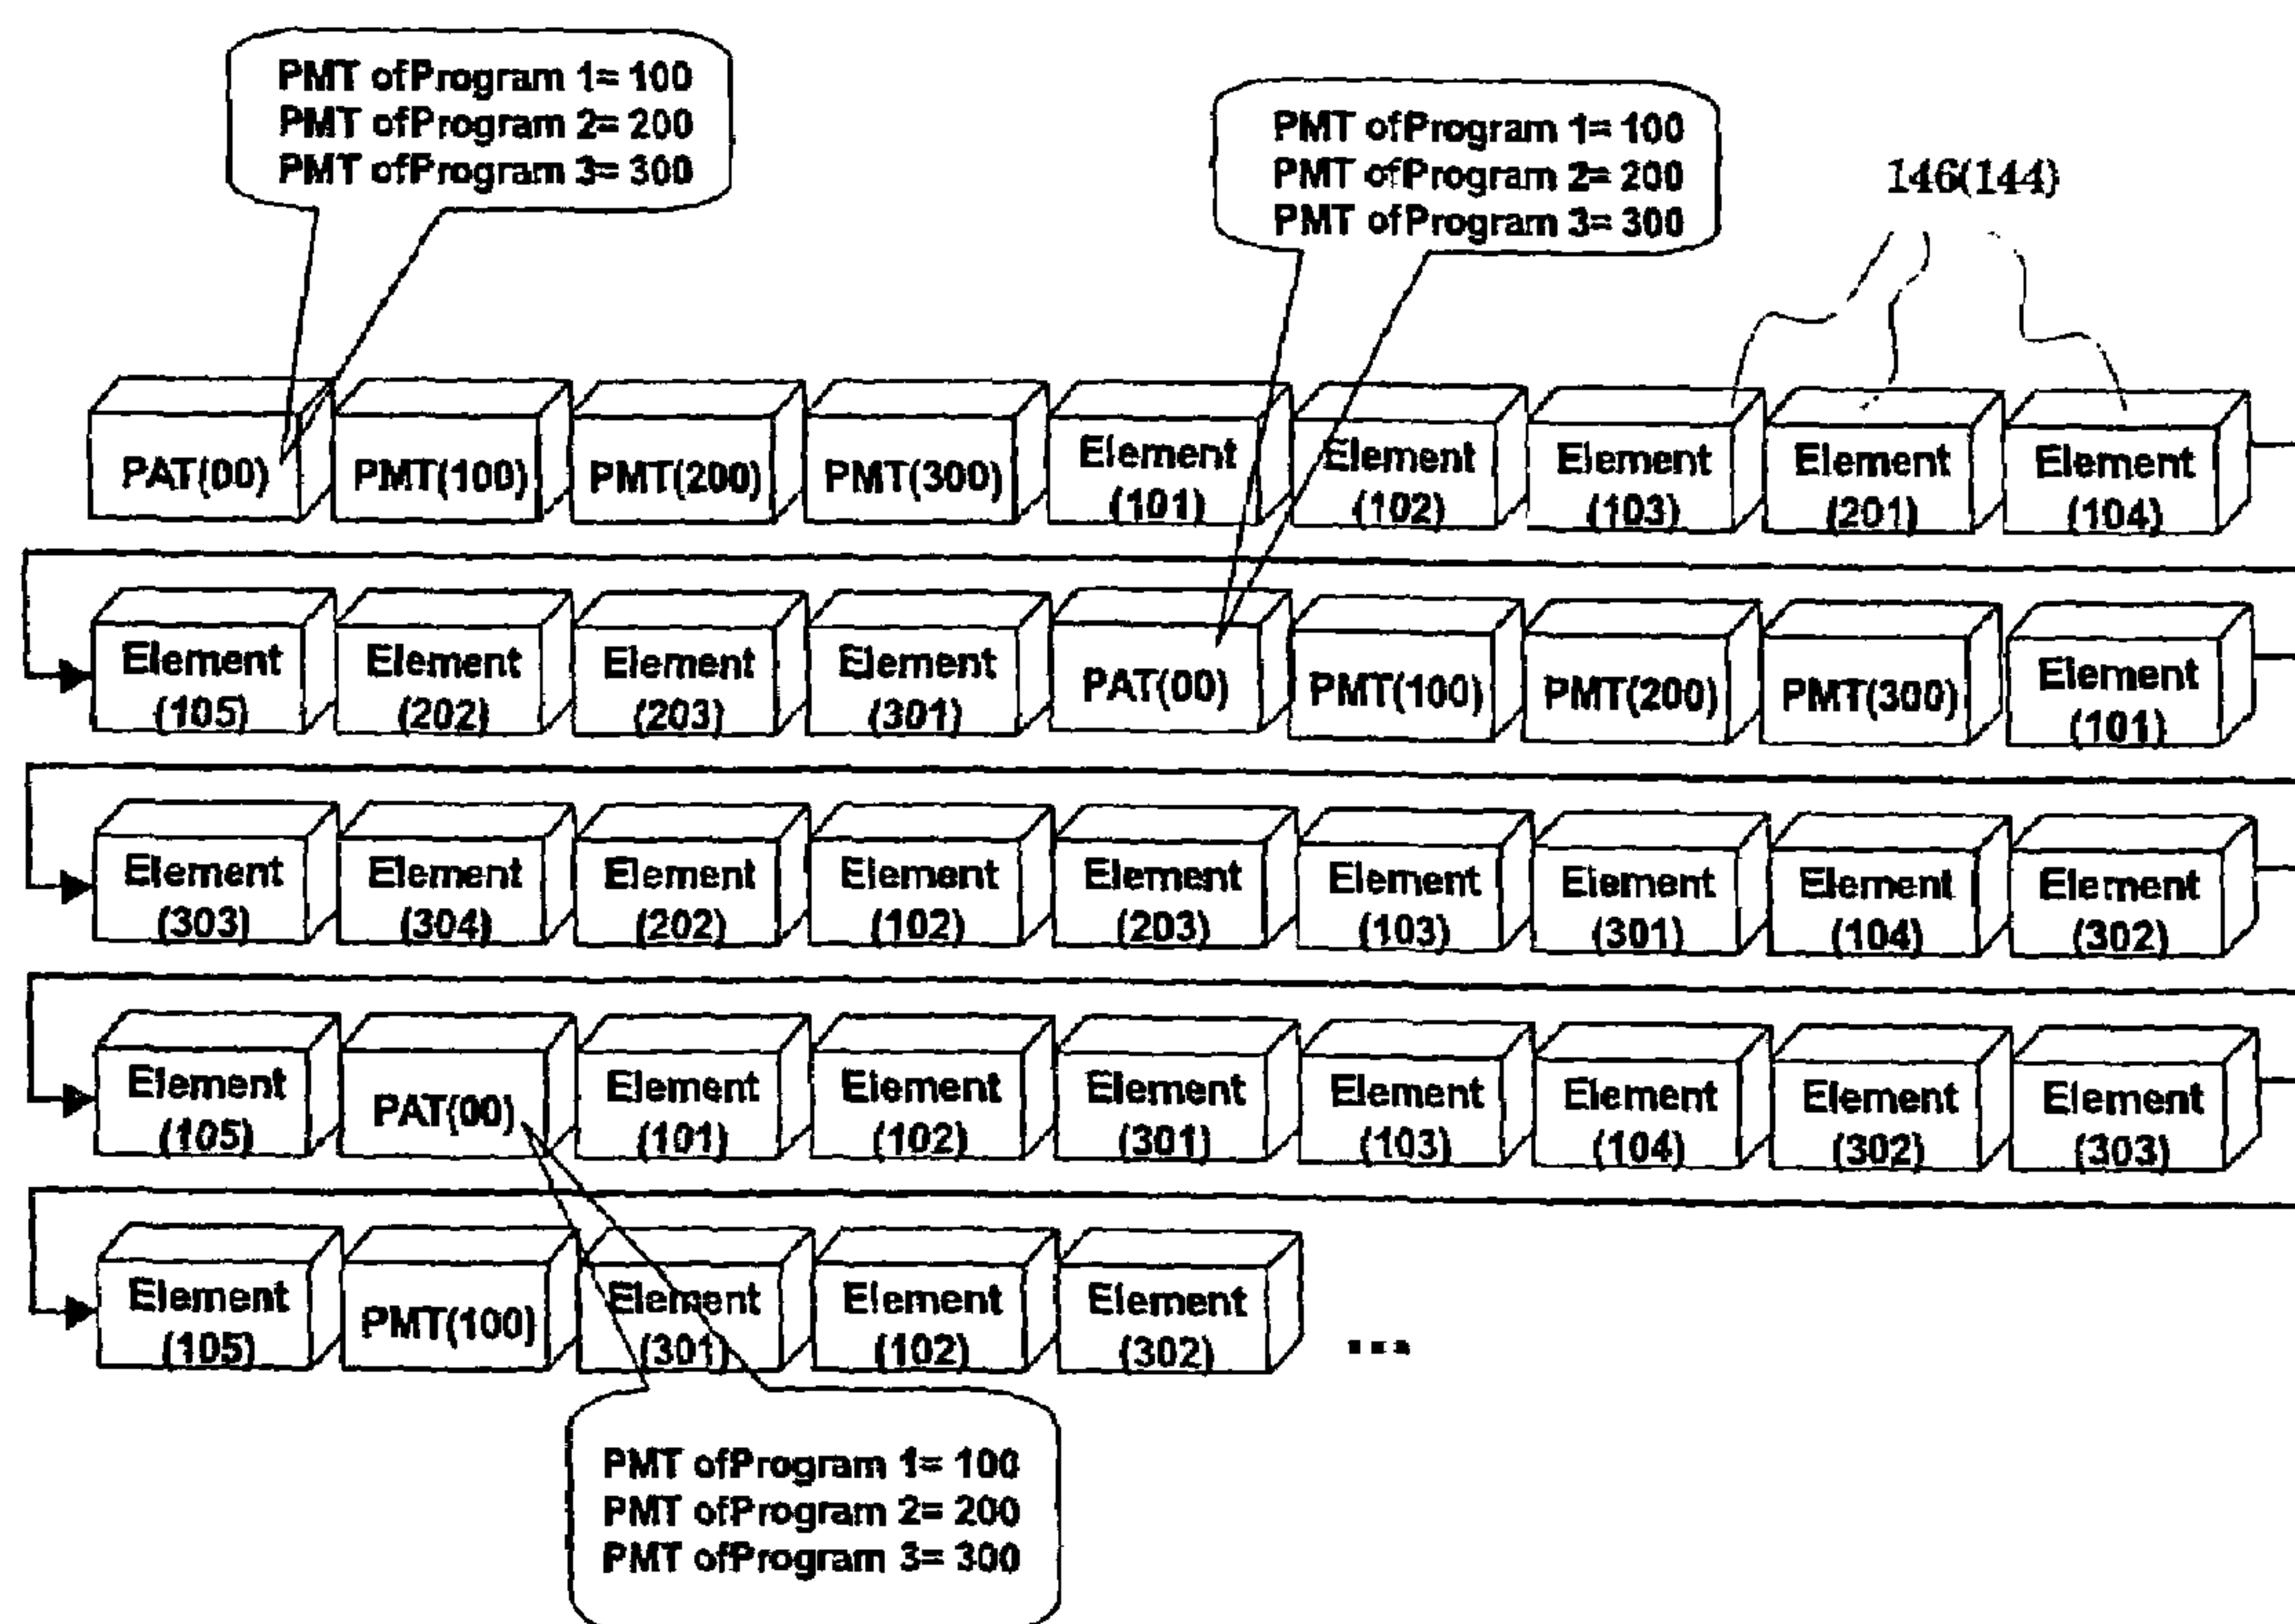 PMT ofProgram 1= 100
PMT ofProgram 2= 200
PMT ofProgram 3= 300
PMT ofProgram 1= 100
PMT ofProgram 2= 200
PMT ofProgram 3= 300
146(144)
PAT(00)
PMT(100)
PMT(200)
PMT(300)
Element
(101)
Element
(102)
Element
(103)
Element
(201)
Element
(104)
Element
(105)
Element
(202)
Element
(203)
Element
(301)
PAT(00)
PMT(100)
PMT(200)
PMT(300)
Element
(101)
Element
(303)
Element
(304)
Element
(202)
Element
(102)
Element
(203)
Element
(103)
Element
(301)
Element
(104)
Element
(302)
Element
(105)
PAT(00)
Element
(101)
Element
(102)
Element
(301)
Element
(103)
Element
(104)
Element
(302)
Element
(303)
Element
(105)
PMT(100)
Element
(301)
Element
(102)
Element
(302)
...
PMT ofProgram 1= 100
PMT ofProgram 2= 200
PMT ofProgram 3= 300